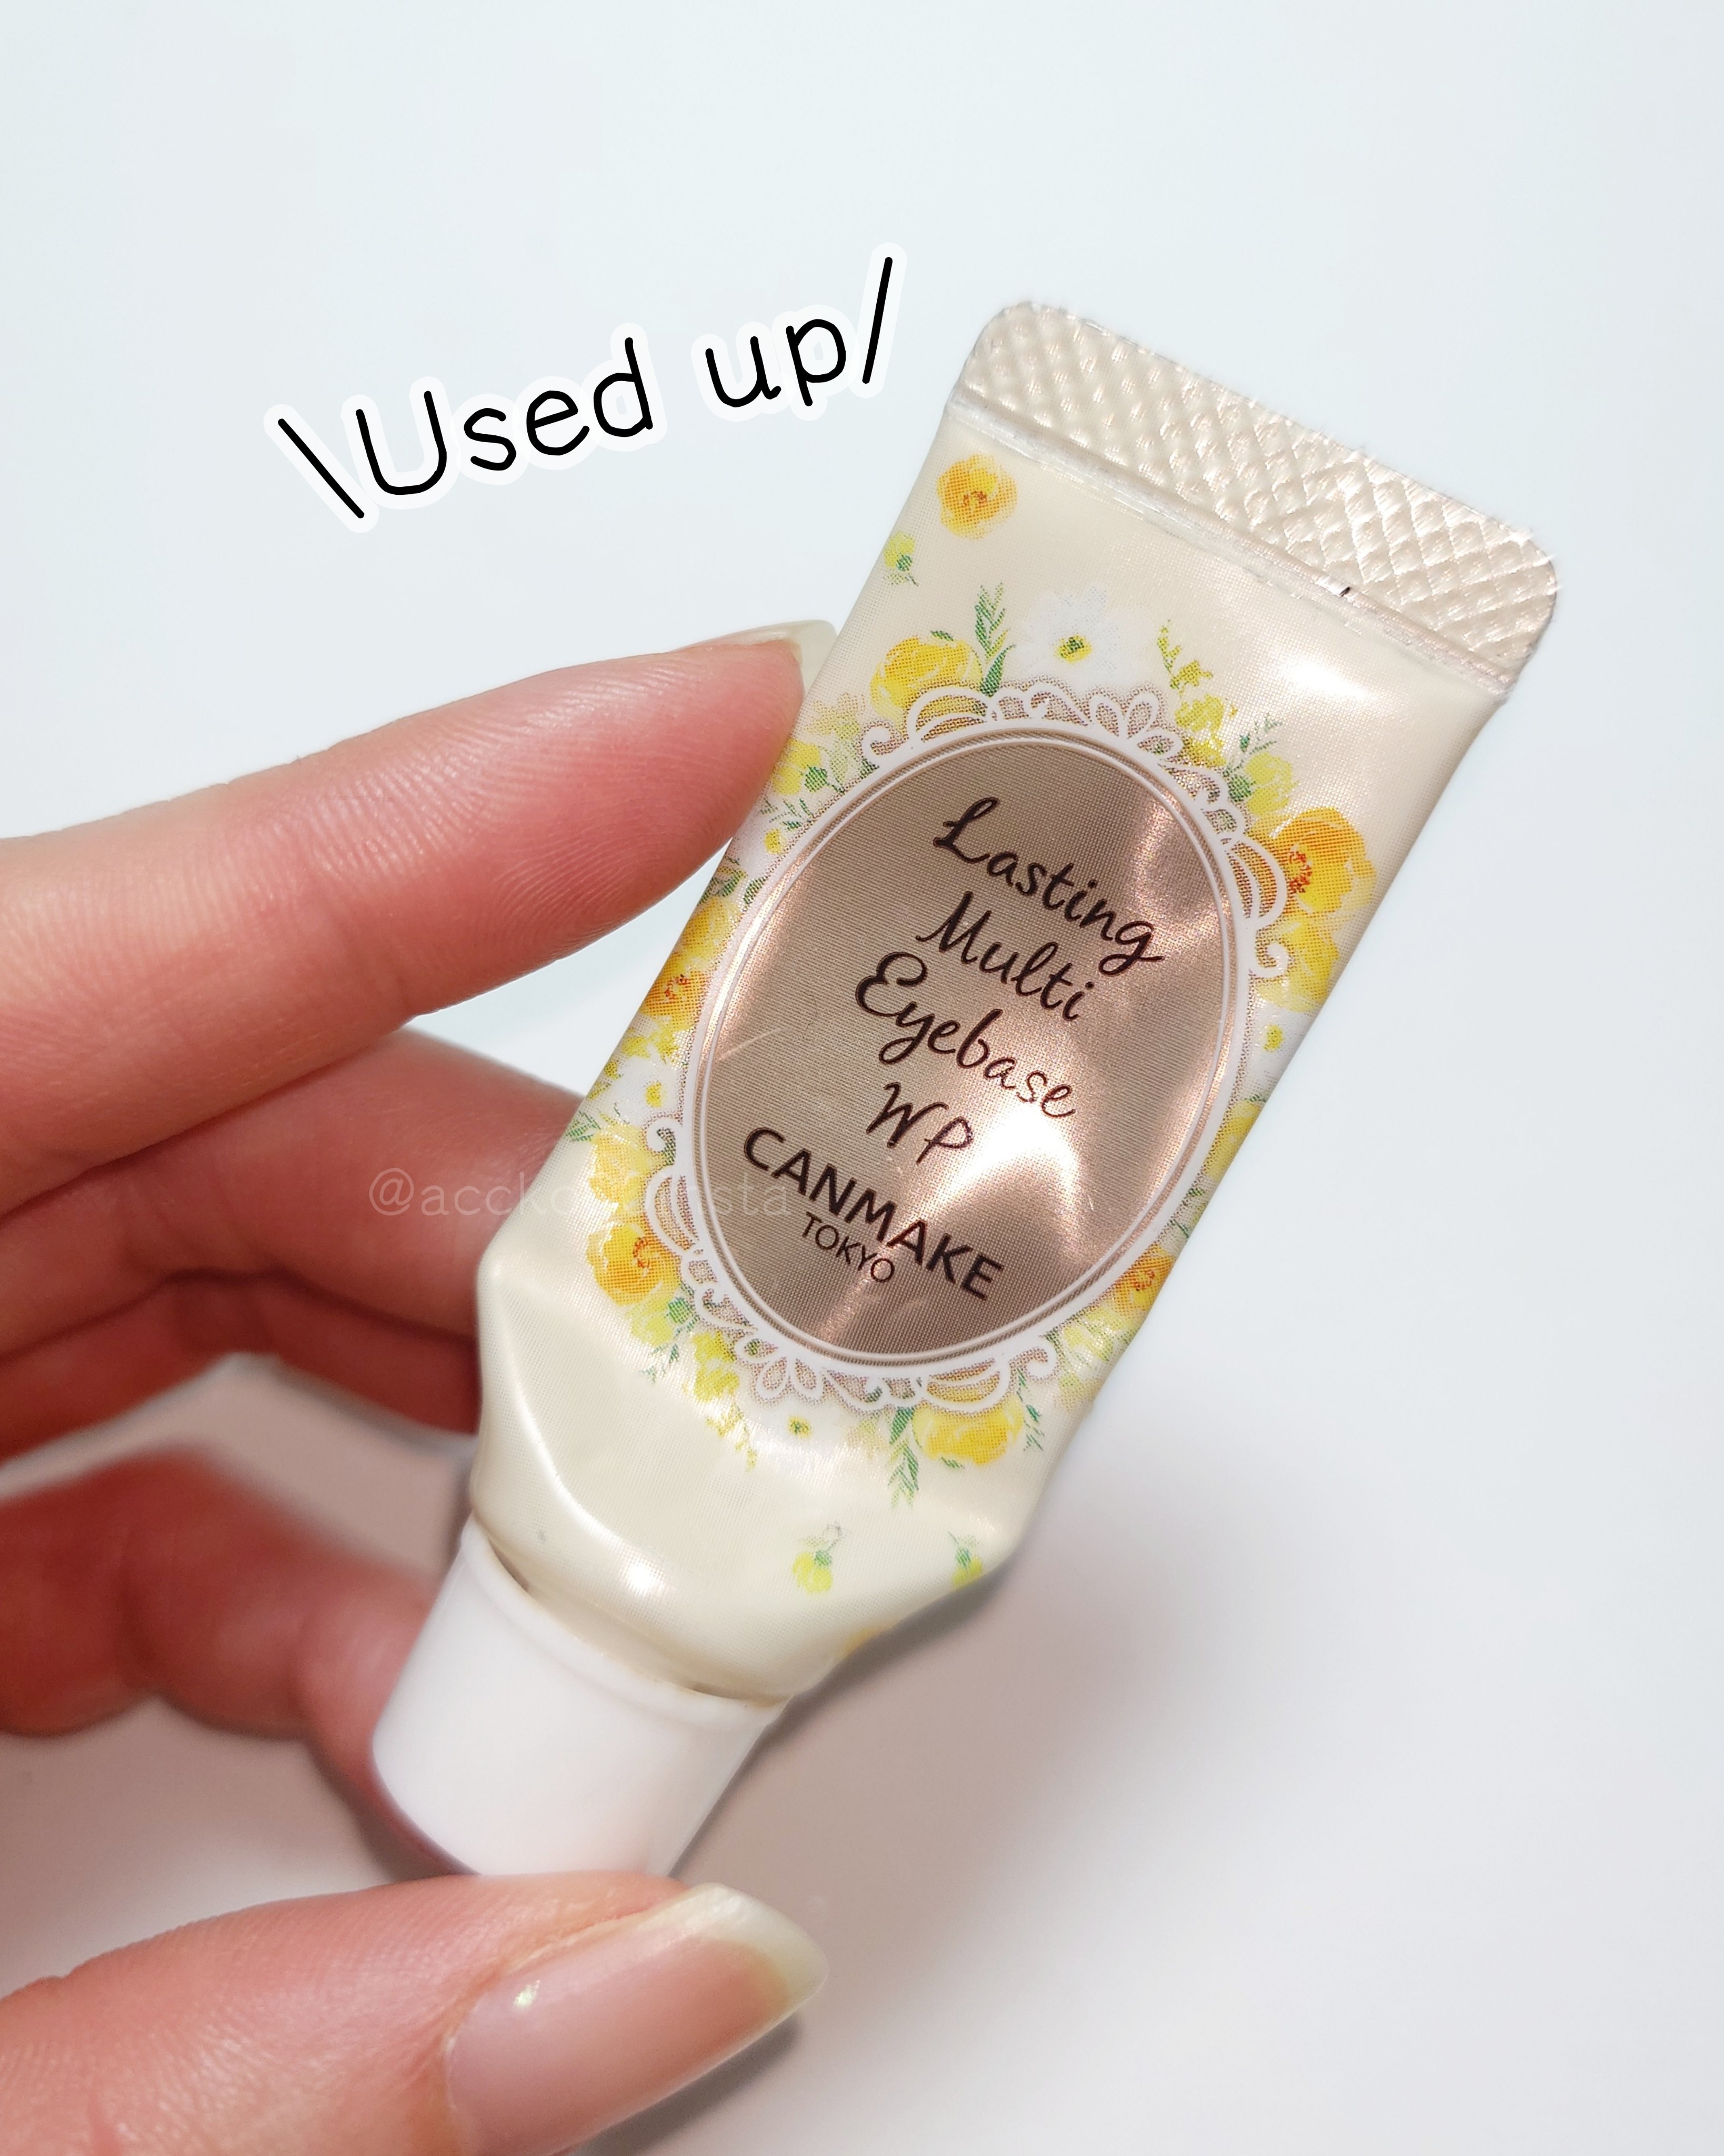 \Used up/
Lasting
Multi
Eyebase
WP
CANMAKE
TOKYO